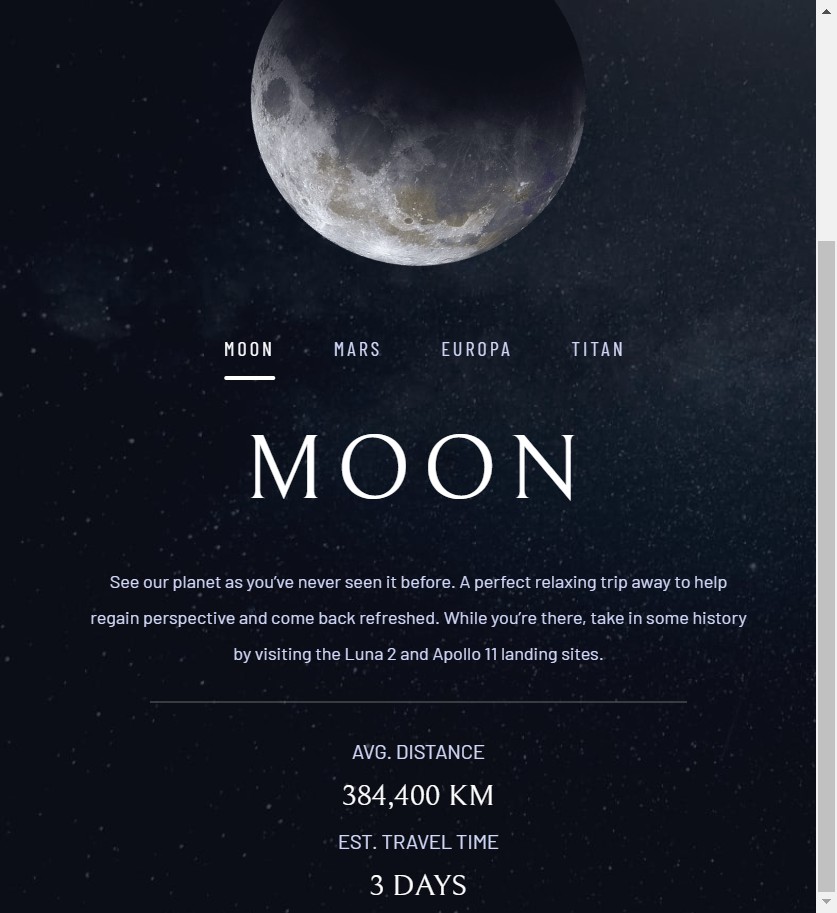 MOON MARS EUROPA TITAN
MOON
See our planet as you’ve never seen it before. A perfect relaxing trip away to help
regain perspective and come back refreshed. While you’re there, take in some history
by visiting the Luna 2 and Apollo 11 landing sites.
AVG. DISTANCE
384,400 KM
EST. TRAVEL TIME
3 DAYS